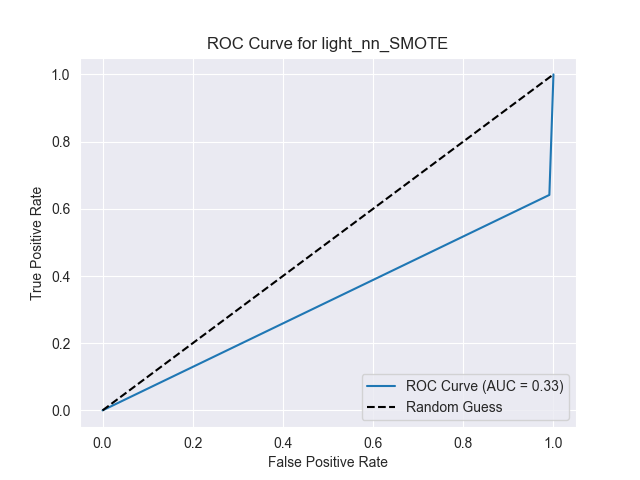 ROC Curve for light_nn_SMOTE
1.0
0.8
0.6
0.4
0.2
0.0
True Positive Rate
ROC Curve (AUC = 0.33)
Random Guess
0.0 0.2 0.4 0.6 0.8 1.0
False Positive Rate